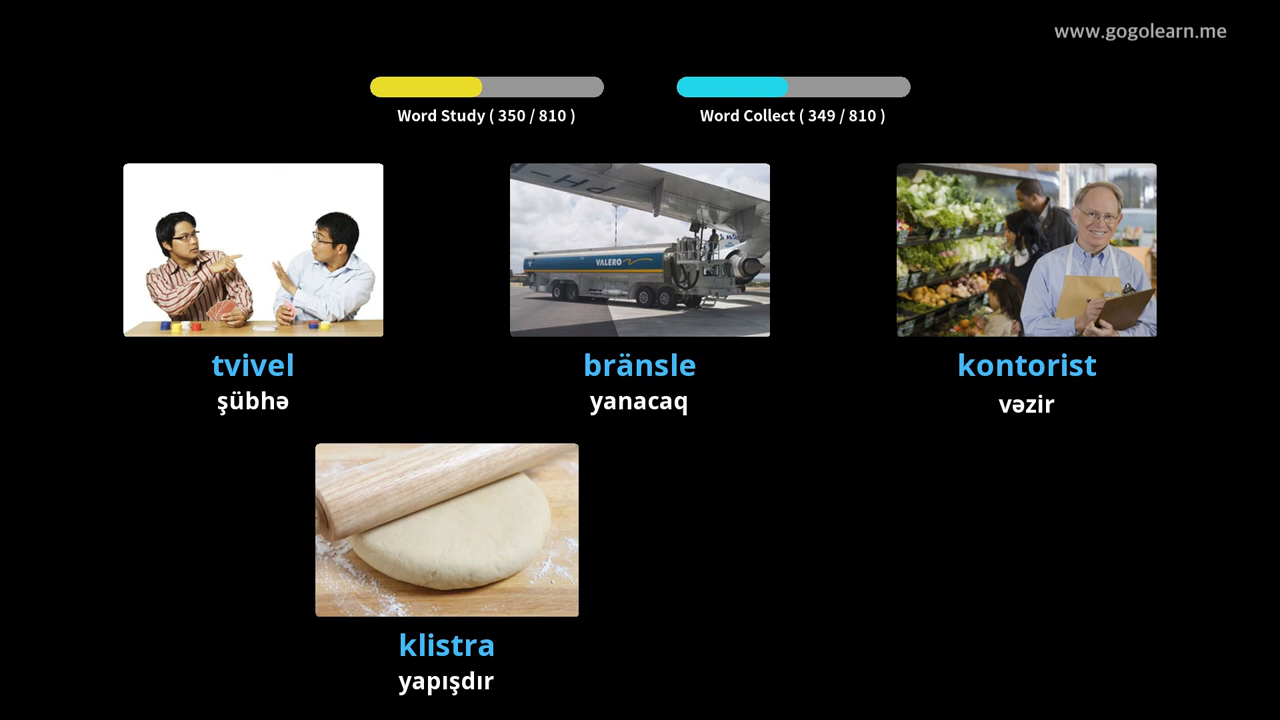 www.gogolearn.me
Word Study ( 350 / 810 )
Word Collect ( 349 / 810 )
H-P
VALERO
tvivel
bränsle
kontorist
şübhə
yanacaq
vəzir
klistra
yapışdır